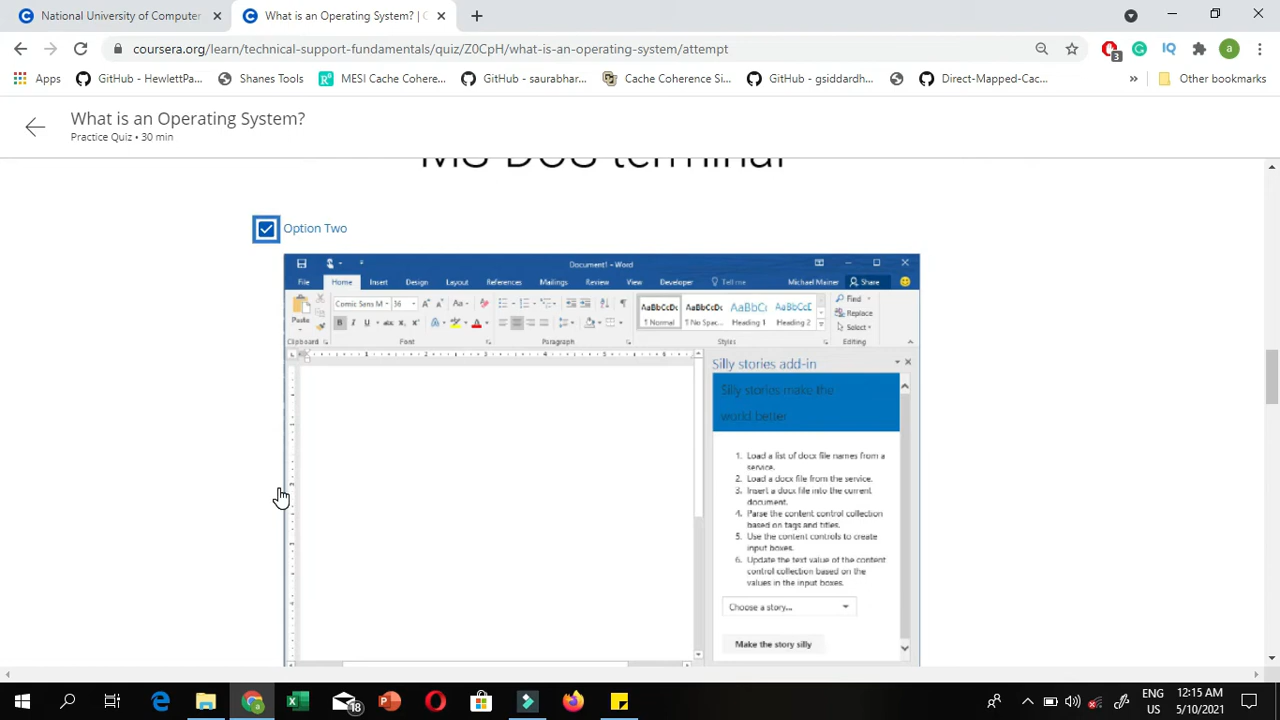 National University of Computer
What is an Operating System? | C
coursera.org/learn/technical-support-fundamentals/quiz/Z0CpH/what-is-an-operating-system/attempt
3
IQ
a
Apps
GitHub - HewlettPa...
Shanes Tools
MESI Cache Cohere...
GitHub - saurabhar...
Cache Coherence Si...
GitHub - gsiddardh...
Direct-Mapped-Cac...
»
Other bookmarks
What is an Operating System?
Practice Quiz • 30 min
MS DOS terminal
Option Two
Document1 - Word
File Home Insert Design Layout References Mailings Review View Developer Tell me Michael Mainer Share
Comic Sans M 36
Paste
AaBbCcDc AaBbCcDc AaBbC AaBbCcE
¶ Normal ¶ No Spac... Heading 1 Heading 2
Find
Replace
Select
Clipboard Font Paragraph Styles Editing
Silly stories add-in
Silly stories make the
world better
1. Load a list of docx file names from a
service.
2. Load a docx file from the service.
3. Insert a docx file into the current
document.
4. Parse the content control collection
based on tags and titles.
5. Use the content controls to create
input boxes.
6. Update the text value of the content
control collection based on the
values in the input boxes.
Choose a story...
Make the story silly
18
ENG
US
12:15 AM
5/10/2021